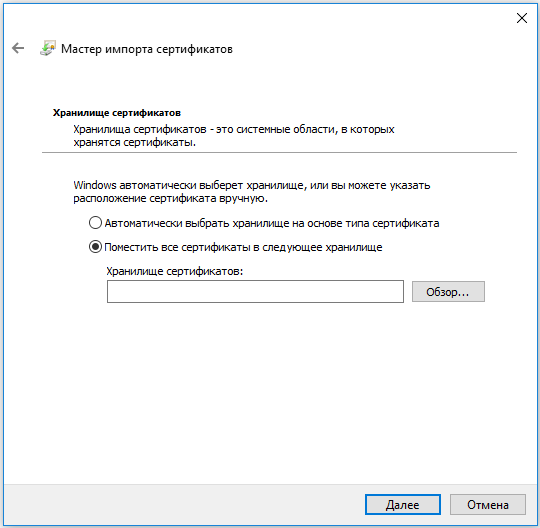 Мастер импорта сертификатов
Хранилище сертификатов
Хранилища сертификатов - это системные области, в которых
хранятся сертификаты.
Windows автоматически выберет хранилище, или вы можете указать
расположение сертификата вручную.
Автоматически выбрать хранилище на основе типа сертификата
Поместить все сертификаты в следующее хранилище
Хранилище сертификатов:
Обзор...
Далее
Отмена